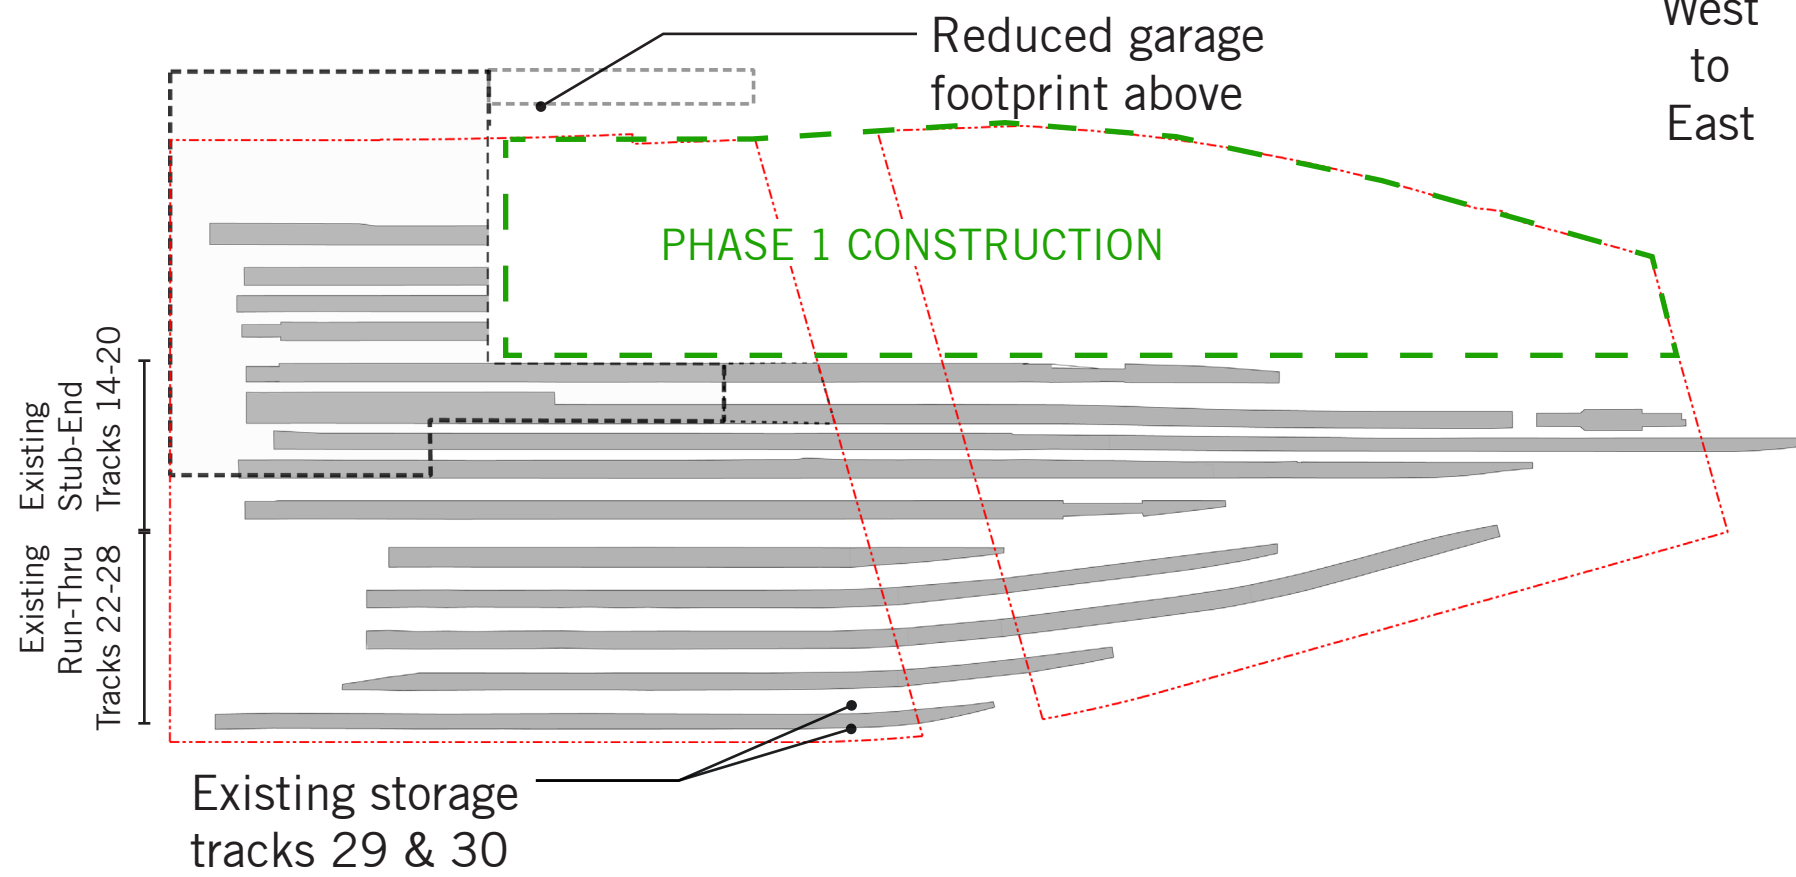 West
to
East
Reduced garage
footprint above
PHASE 1 CONSTRUCTION
Existing
Stub-End
Tracks 14-20
Existing
Run-Thru
Tracks 22-28
Existing storage
tracks 29 & 30